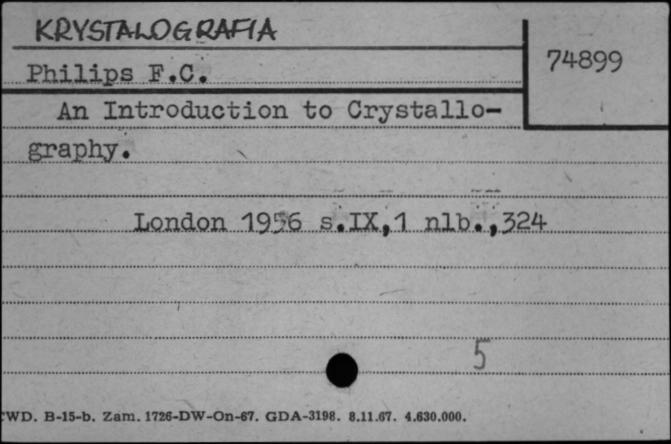 KRYSTALOGRAFIA
74899
Philips F.C.
An Introduction to Crystallo-
graphy.
London 1956 s.IX,1 nlb.,324
5
CWD. B-15-b. Zam. 1726-DW-On-67. GDA-3198. 8.11.67. 4.630.000.